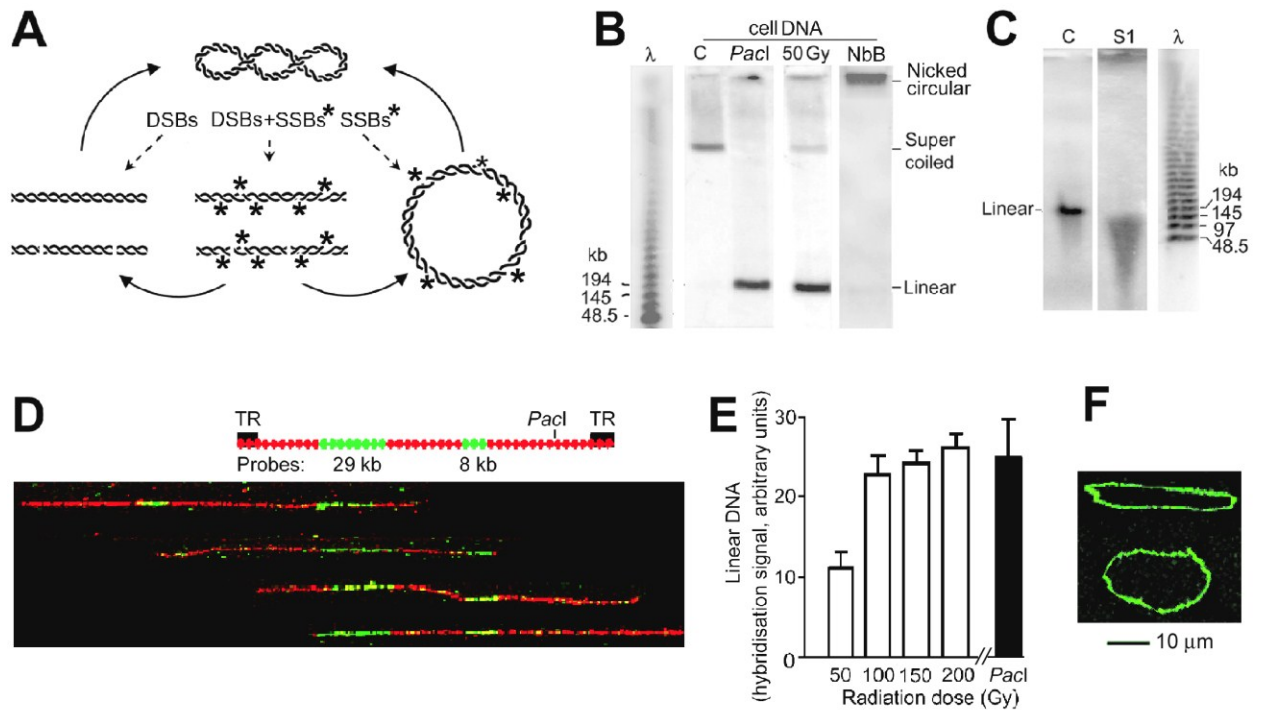 A
DSBs DSBs+SSBs* SSBs*
B
cell DNA
λ C PacI 50 Gy NbB
Nicked
circular
Super
coiled
kb
194
145
48.5
Linear
C
C S1 λ
Linear
kb
194
145
97
48.5
D
TR PacI TR
Probes: 29 kb 8 kb
E
Linear DNA
(hybridisation signal, arbitrary units)
30
20
10
0
50 100 150 200 PacI
Radiation dose (Gy)
F
10 μm